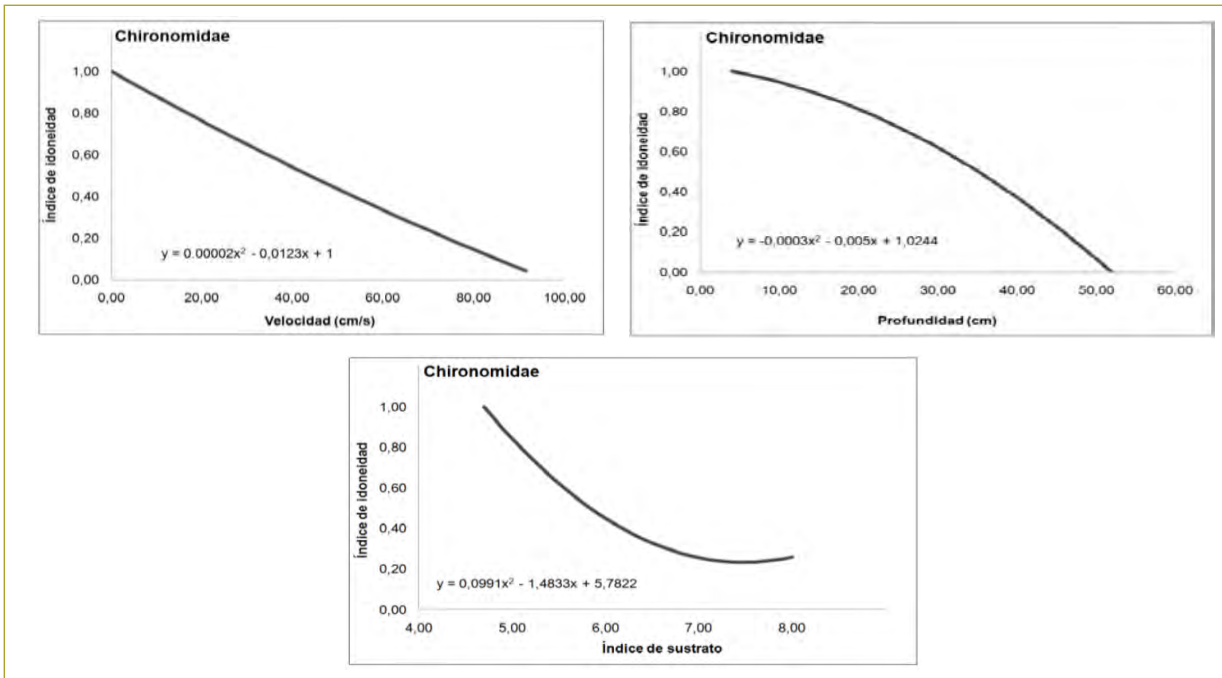 Chironomidae
Índice de idoneidad
1,00
0,80
0,60
0,40
0,20
0,00
y = 0.00002x² - 0,0123x + 1
0,00 20,00 40,00 60,00 80,00 100,00
Velocidad (cm/s)
Chironomidae
Índice de idoneidad
1,00
0,80
0,60
0,40
0,20
0,00
y = -0,0003x² - 0,005x + 1,0244
0,00 10,00 20,00 30,00 40,00 50,00 60,00
Profundidad (cm)
Chironomidae
Índice de idoneidad
1,00
0,80
0,60
0,40
0,20
0,00
y = 0,0991x² - 1,4833x + 5,7822
4,00 5,00 6,00 7,00 8,00
Índice de sustrato